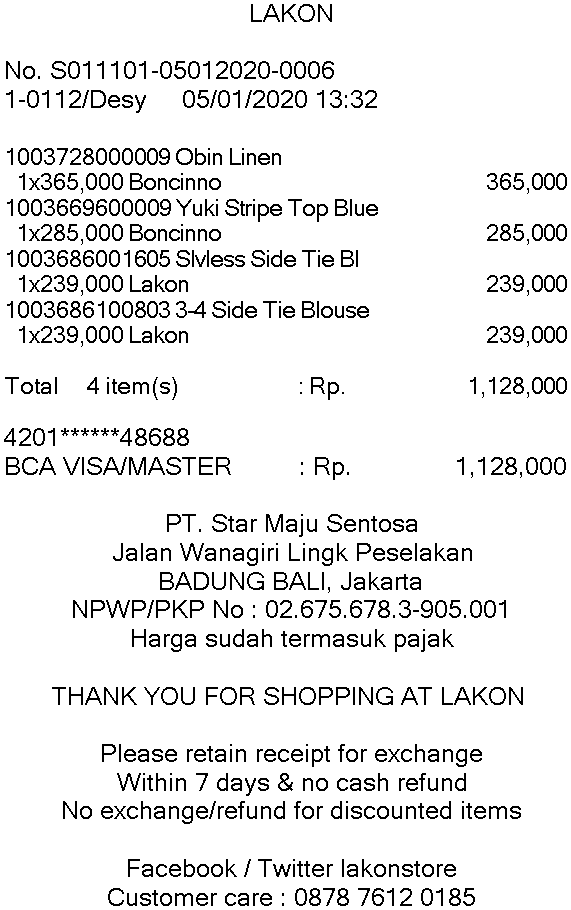 LAKON
No. S011101-05012020-0006
1-0112/Desy 05/01/2020 13:32
1003728000009 Obin Linen
1x365,000 Boncinno 365,000
1003669600009 Yuki Stripe Top Blue
1x285,000 Boncinno 285,000
1003686001605 Slvless Side Tie Bl
1x239,000 Lakon 239,000
1003686100803 3-4 Side Tie Blouse
1x239,000 Lakon 239,000
Total 4 item(s) : Rp. 1,128,000
4201******48688
BCA VISA/MASTER : Rp. 1,128,000
PT. Star Maju Sentosa
Jalan Wanagiri Lingk Peselakan
BADUNG BALI, Jakarta
NPWP/PKP No : 02.675.678.3-905.001
Harga sudah termasuk pajak
THANK YOU FOR SHOPPING AT LAKON
Please retain receipt for exchange
Within 7 days & no cash refund
No exchange/refund for discounted items
Facebook / Twitter lakonstore
Customer care : 0878 7612 0185